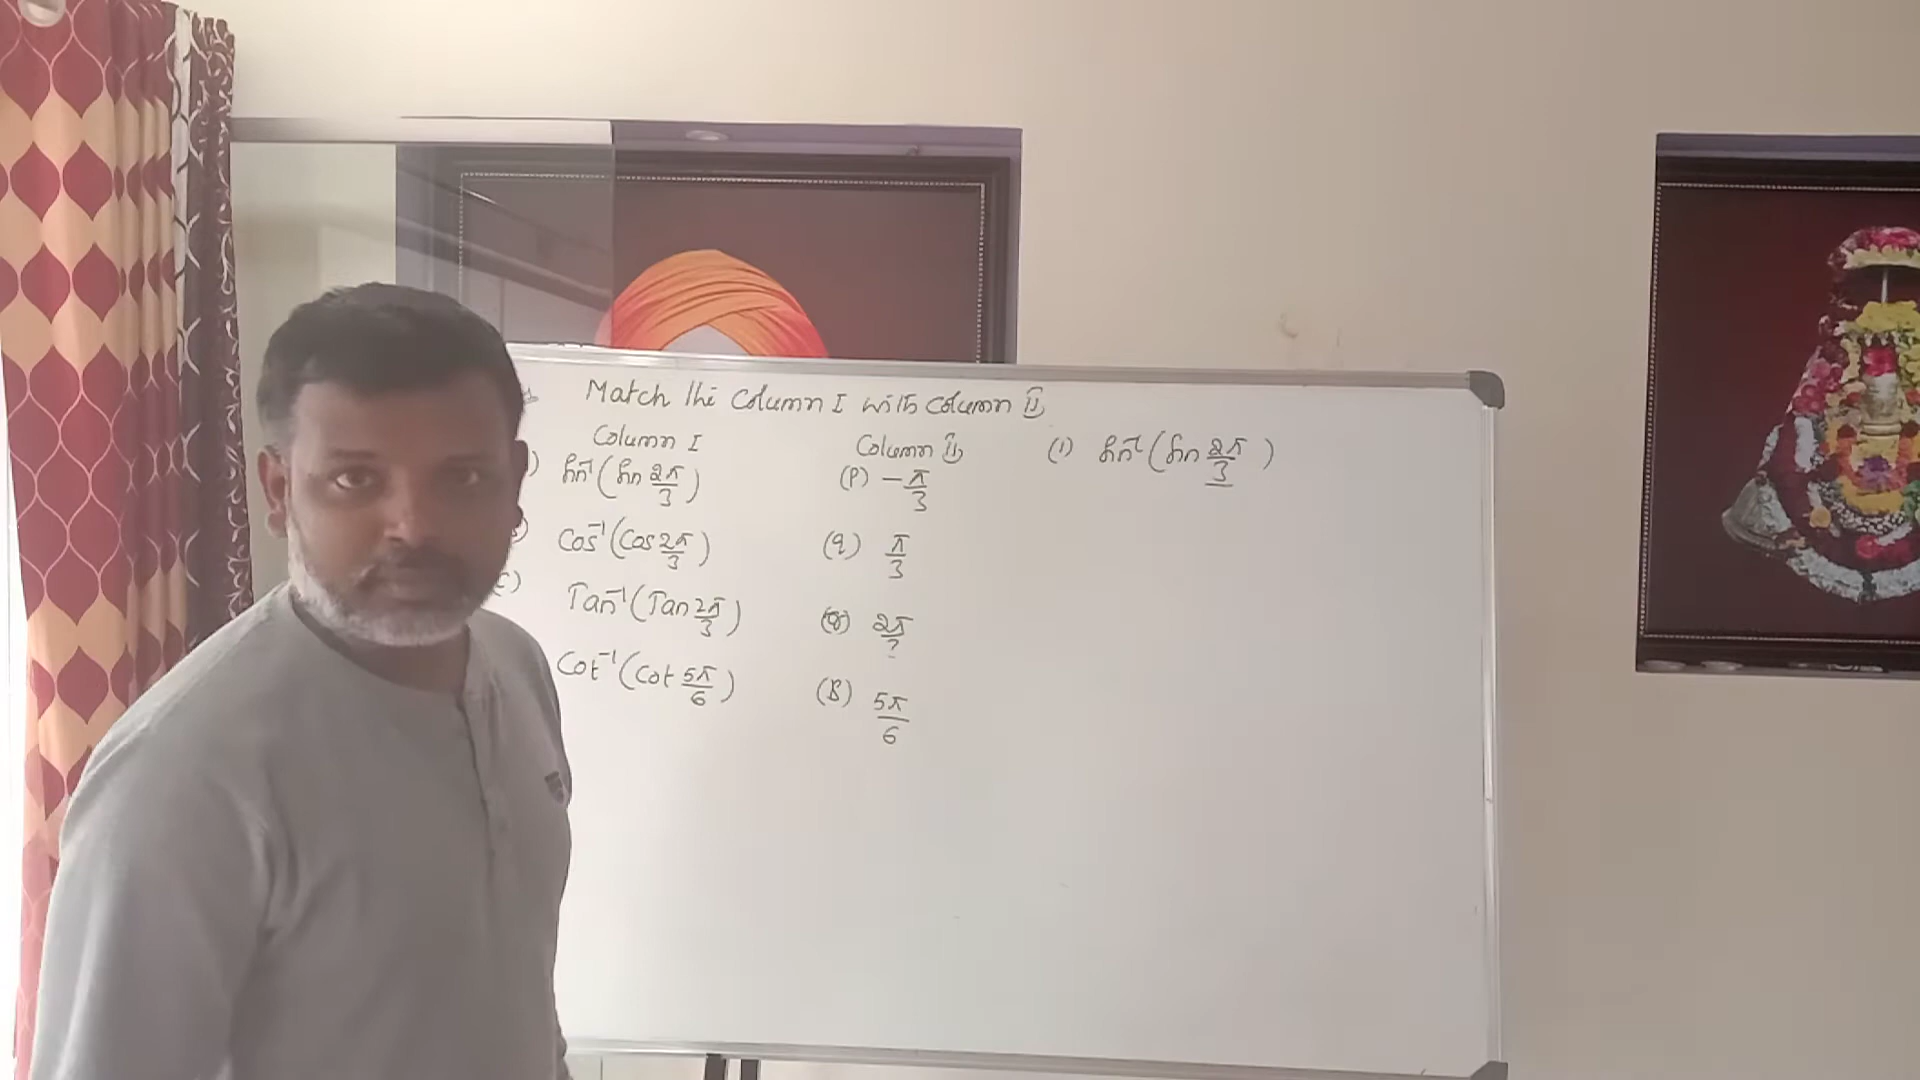 Match the Column I with Column II
Column I Column II (1) Sin⁻¹(Sin 2π/3)
) Sin⁻¹(Sin 2π/3) (P) -π/3
) Cos⁻¹(Cos 2π/3) (q) π/3
C) Tan⁻¹(Tan 2π/3) 2π/3
Cot⁻¹(Cot 5π/6) 5π/6